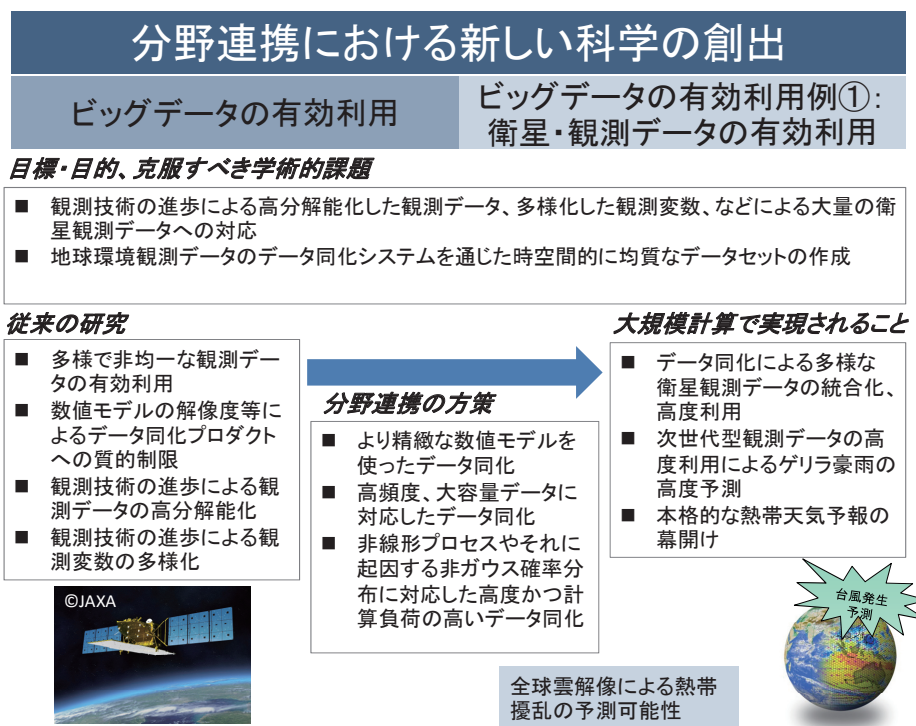 分野連携における新しい科学の創出
ビッグデータの有効利用
ビッグデータの有効利用例①:
衛星・観測データの有効利用
目標・目的、克服すべき学術的課題
■ 観測技術の進歩による高分解能化した観測データ、多様化した観測変数、などによる大量の衛
星観測データへの対応
■ 地球環境観測データのデータ同化システムを通じた時空間的に均質なデータセットの作成
従来の研究
■ 多様で非均一な観測デー
タの有効利用
■ 数値モデルの解像度等に
よるデータ同化プロダクト
への質的制限
■ 観測技術の進歩による観
測データの高分解能化
■ 観測技術の進歩による観
測変数の多様化
©JAXA
分野連携の方策
■ より精緻な数値モデルを
使ったデータ同化
■ 高頻度、大容量データに
対応したデータ同化
■ 非線形プロセスやそれに
起因する非ガウス確率分
布に対応した高度かつ計
算負荷の高いデータ同化
大規模計算で実現されること
■ データ同化による多様な
衛星観測データの統合化、
高度利用
■ 次世代型観測データの高
度利用によるゲリラ豪雨の
高度予測
■ 本格的な熱帯天気予報の
幕開け
台風発生
予測
全球雲解像による熱帯
擾乱の予測可能性